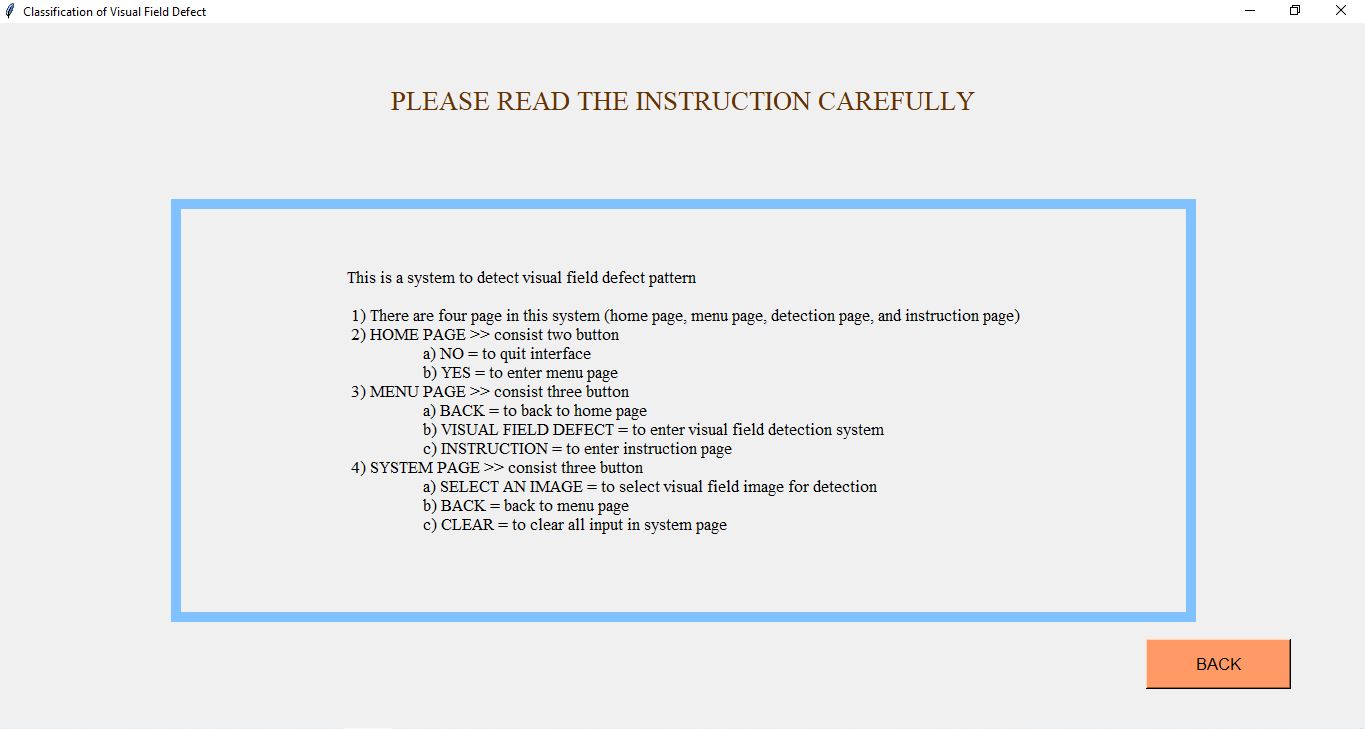 Classification of Visual Field Defect
PLEASE READ THE INSTRUCTION CAREFULLY
This is a system to detect visual field defect pattern
1) There are four page in this system (home page, menu page, detection page, and instruction page)
2) HOME PAGE >> consist two button
a) NO = to quit interface
b) YES = to enter menu page
3) MENU PAGE >> consist three button
a) BACK = to back to home page
b) VISUAL FIELD DEFECT = to enter visual field detection system
c) INSTRUCTION = to enter instruction page
4) SYSTEM PAGE >> consist three button
a) SELECT AN IMAGE = to select visual field image for detection
b) BACK = back to menu page
c) CLEAR = to clear all input in system page
BACK